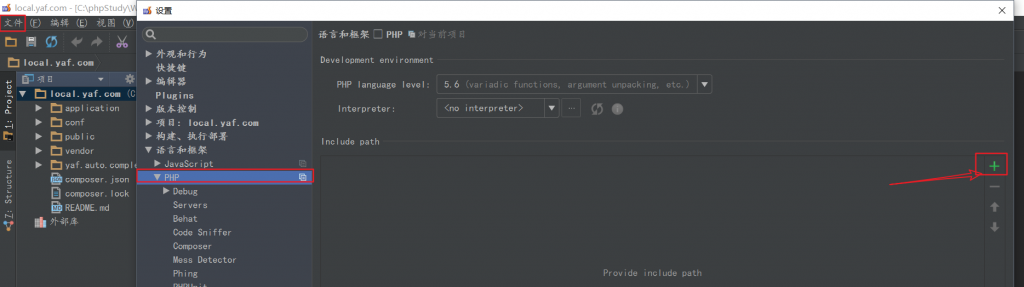 local.yaf.com - [C:\phpStudy\W
设置
文件 (F) 编辑 (E) 视图 (V)
local.yaf.com
1: Project
Z: Structure
项目
local.yaf.com (C
application
conf
public
vendor
yaf.auto.comple
composer.json
composer.lock
README.md
外部库
外观和行为
快捷键
编辑器
Plugins
版本控制
项目: local.yaf.com
构建、执行部署
语言和框架
JavaScript
PHP
Debug
Servers
Behat
Code Sniffer
Composer
Mess Detector
Phing
PHPUnit
语言和框架 PHP 对当前项目
Development environment
PHP language level: 5.6 (variadic functions, argument unpacking, etc.)
Interpreter: <no interpreter> ...
Include path
Provide include path